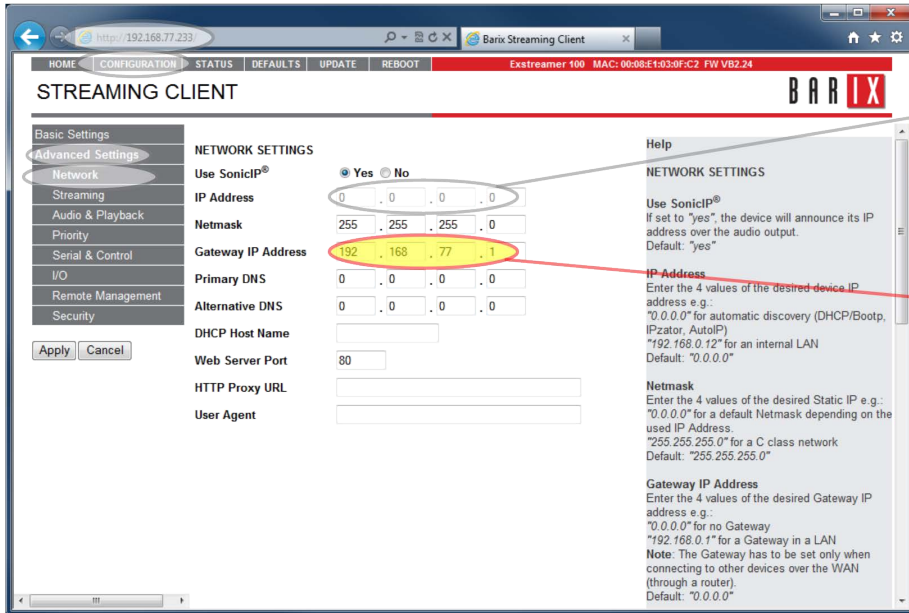 http://192.168.77.233/
Barix Streaming Client
HOME CONFIGURATION STATUS DEFAULTS UPDATE REBOOT Exstreamer 100 MAC: 00:08:E1:03:0F:C2 FW VB2.24
STREAMING CLIENT
BARIX
Basic Settings
Advanced Settings
Network
Streaming
Audio & Playback
Priority
Serial & Control
I/O
Remote Management
Security
Apply Cancel
NETWORK SETTINGS
Use SonicIP® Yes No
IP Address 0 . 0 . 0 . 0
Netmask 255 . 255 . 255 . 0
Gateway IP Address 192 . 168 . 77 . 1
Primary DNS 0 . 0 . 0 . 0
Alternative DNS 0 . 0 . 0 . 0
DHCP Host Name
Web Server Port 80
HTTP Proxy URL
User Agent
Help
NETWORK SETTINGS
Use SonicIP®
If set to "yes", the device will announce its IP
address over the audio output.
Default: "yes"
IP Address
Enter the 4 values of the desired device IP
address e.g.:
"0.0.0.0" for automatic discovery (DHCP/Bootp,
IPzator, AutoIP)
"192.168.0.12" for an internal LAN
Default: "0.0.0.0"
Netmask
Enter the 4 values of the desired Static IP e.g.:
"0.0.0.0" for a default Netmask depending on the
used IP Address.
"255.255.255.0" for a C class network
Default: "255.255.255.0"
Gateway IP Address
Enter the 4 values of the desired Gateway IP
address e.g.:
"0.0.0.0" for no Gateway
"192.168.0.1" for a Gateway in a LAN
Note: The Gateway has to be set only when
connecting to other devices over the WAN
(through a router).
Default: "0.0.0.0"